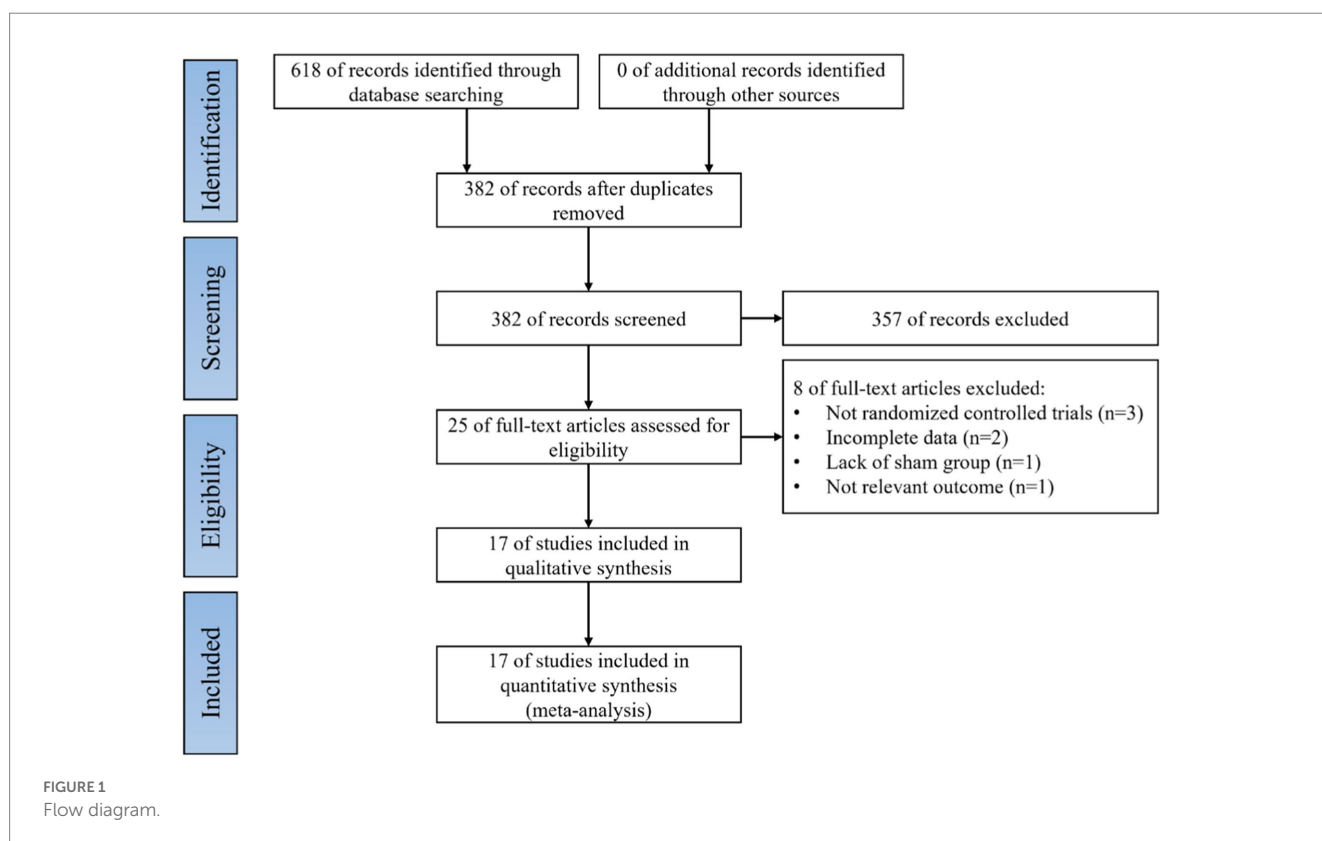 Identification
618 of records identified through
database searching
0 of additional records identified
through other sources
382 of records after duplicates
removed
Screening
382 of records screened
357 of records excluded
Eligibility
25 of full-text articles assessed for
eligibility
8 of full-text articles excluded:
• Not randomized controlled trials (n=3)
• Incomplete data (n=2)
• Lack of sham group (n=1)
• Not relevant outcome (n=1)
17 of studies included in
qualitative synthesis
Included
17 of studies included in
quantitative synthesis
(meta-analysis)
FIGURE 1
Flow diagram.